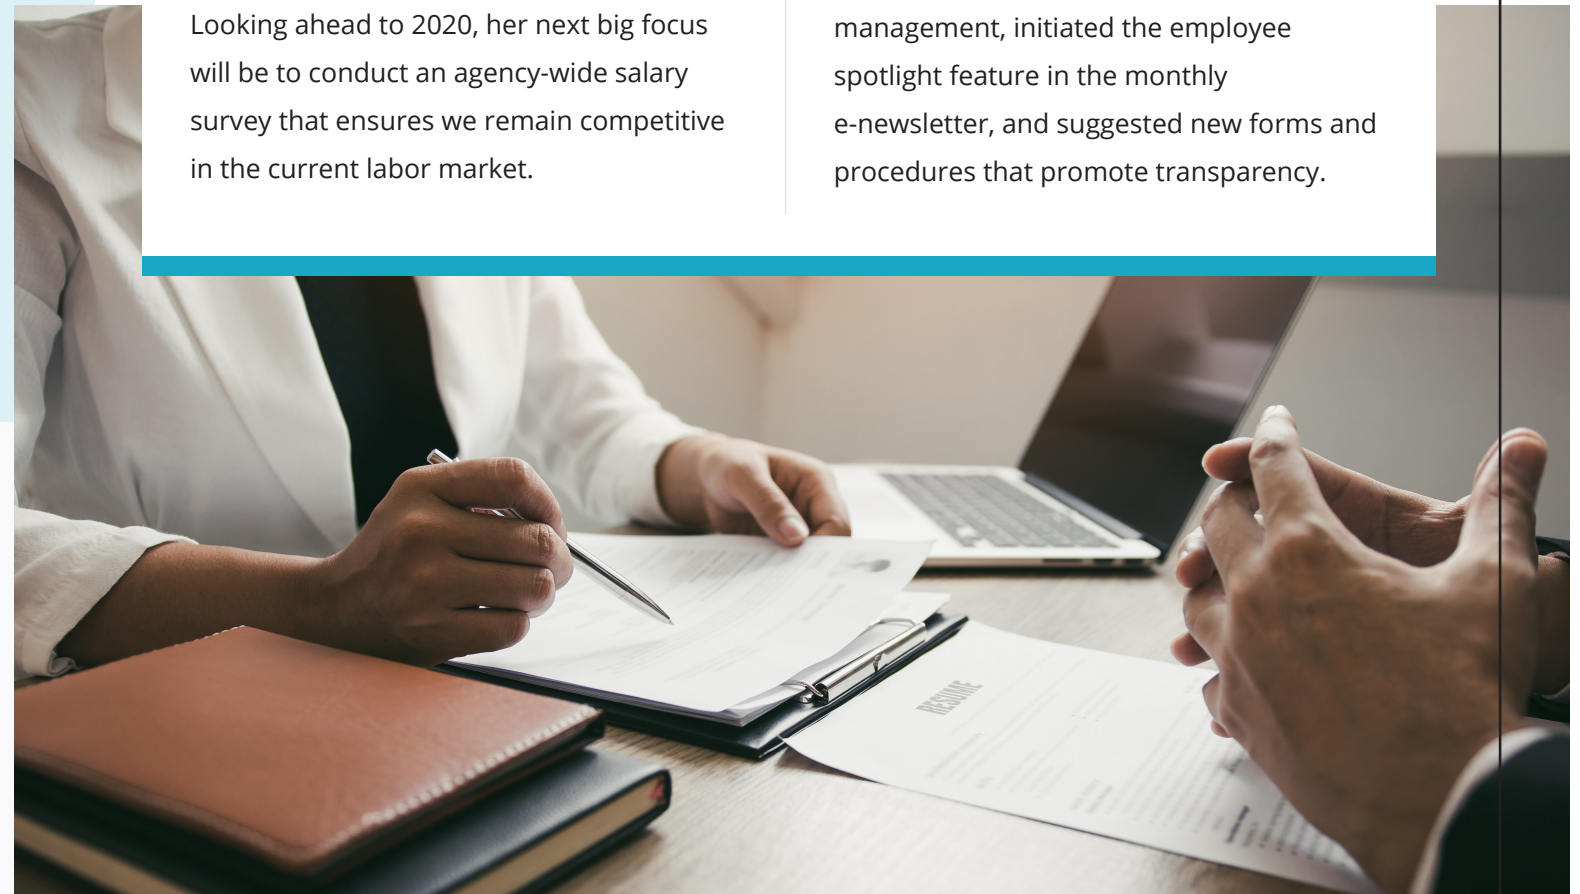 Looking ahead to 2020, her next big focus
will be to conduct an agency-wide salary
survey that ensures we remain competitive
in the current labor market.
management, initiated the employee
spotlight feature in the monthly
e-newsletter, and suggested new forms and
procedures that promote transparency.
RESUME